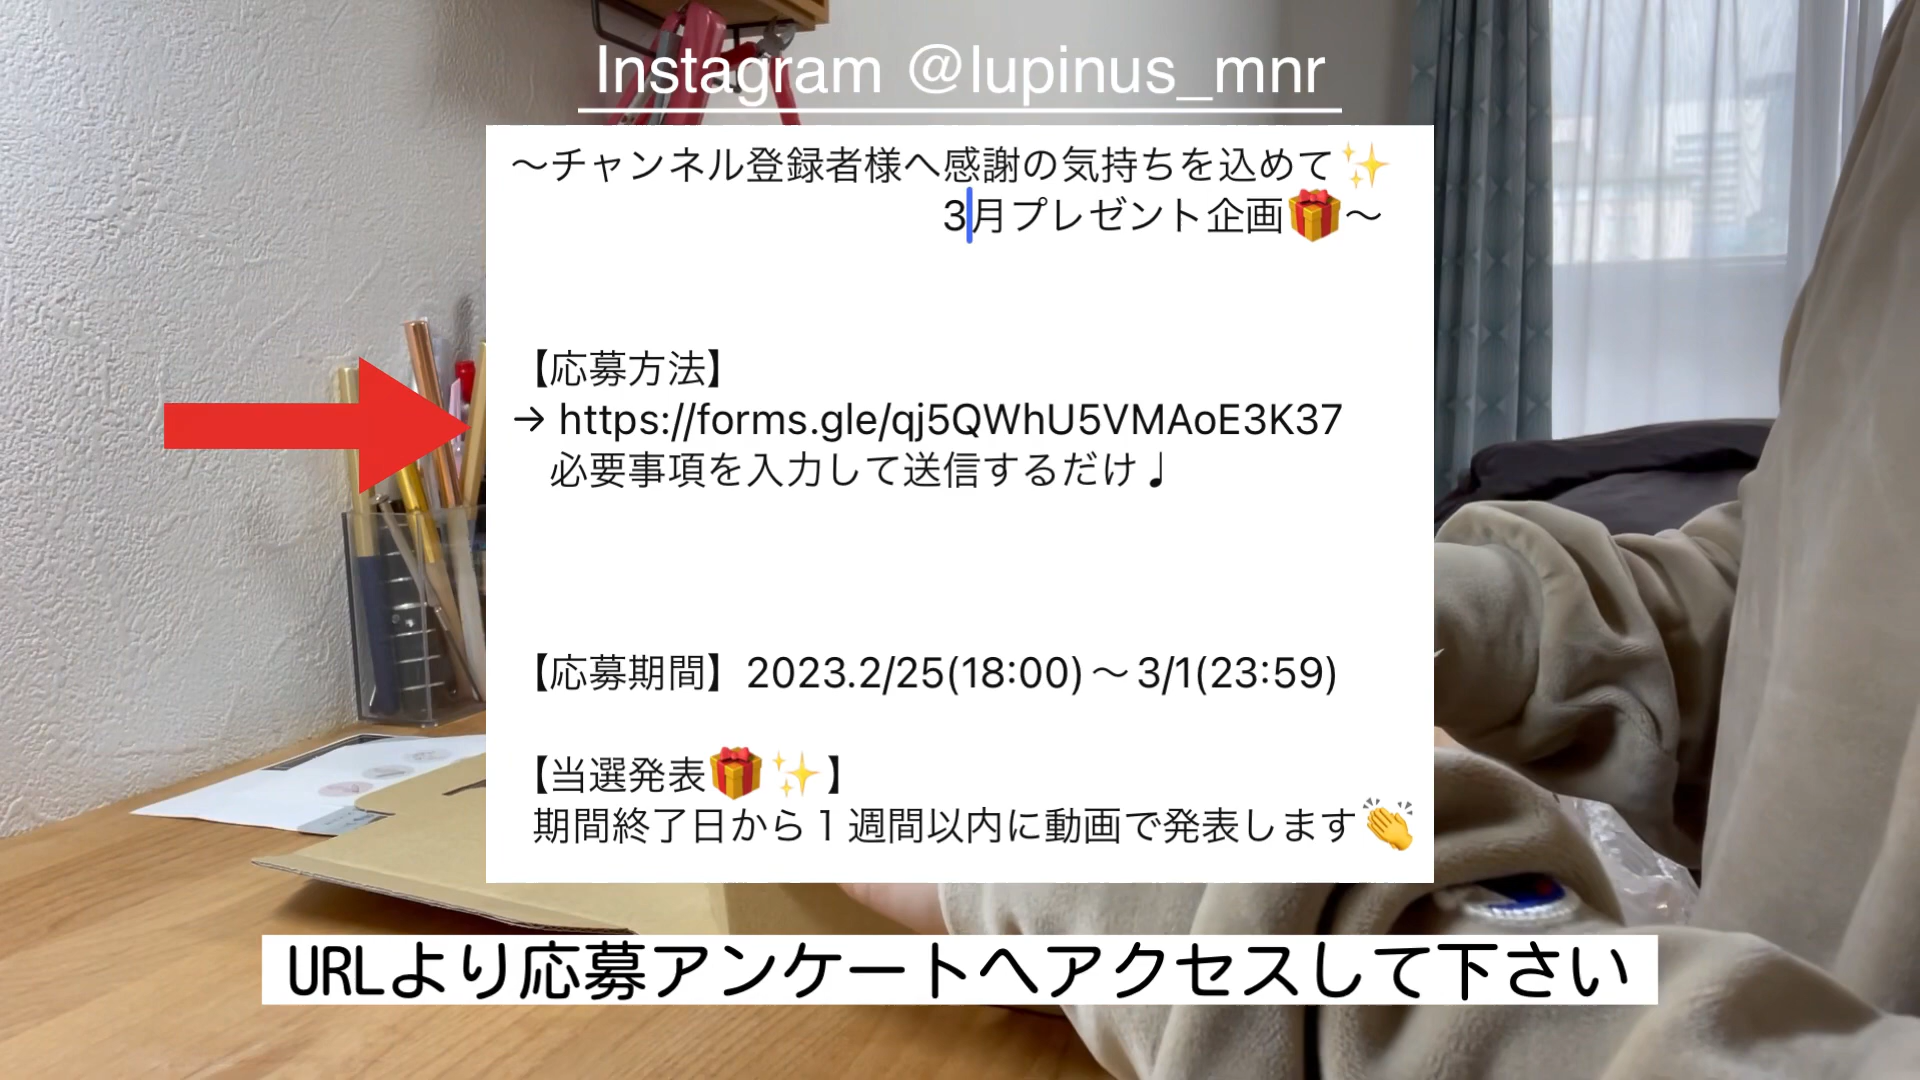 Instagram @lupinus_mnr
〜チャンネル登録者様へ感謝の気持ちを込めて✨
3月プレゼント企画🎁〜
【応募方法】
→ https://forms.gle/qj5QWhU5VMAoE3K37
必要事項を入力して送信するだけ♩
【応募期間】2023.2/25(18:00)〜3/1(23:59)
【当選発表🎁✨】
期間終了日から1週間以内に動画で発表します👏
URLより応募アンケートへアクセスして下さい